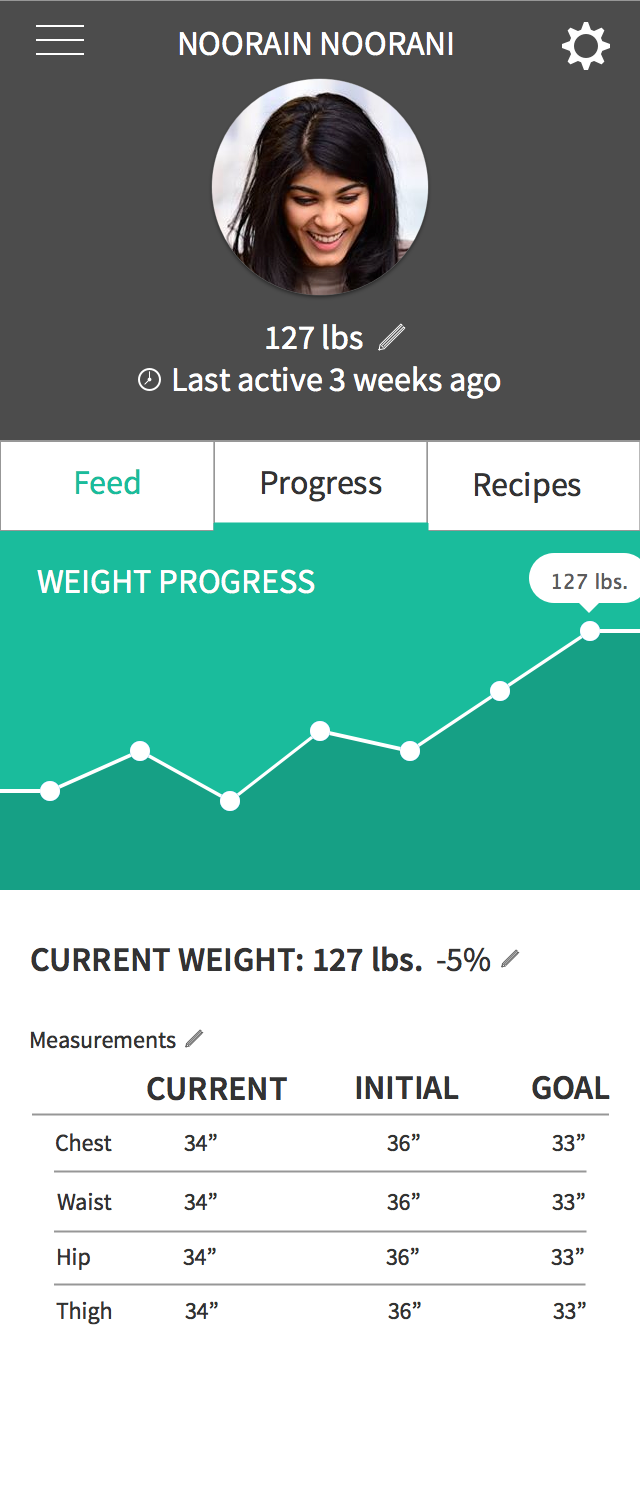 NOORAIN NOORANI
127 lbs
Last active 3 weeks ago
Feed Progress Recipes
WEIGHT PROGRESS
127 lbs.
CURRENT WEIGHT: 127 lbs. -5%
Measurements
CURRENT INITIAL GOAL
Chest 34” 36” 33”
Waist 34” 36” 33”
Hip 34” 36” 33”
Thigh 34” 36” 33”